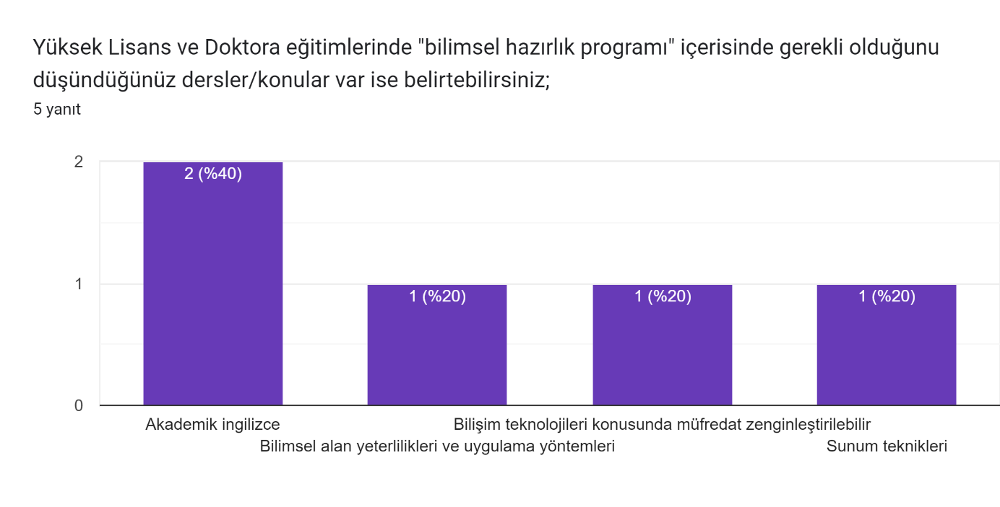 Yüksek Lisans ve Doktora eğitimlerinde "bilimsel hazırlık programı" içerisinde gerekli olduğunu
düşündüğünüz dersler/konular var ise belirtebilirsiniz;
5 yanıt
2
2 (%40)
1
1 (%20)
1 (%20)
1 (%20)
0
Akademik ingilizce
Bilimsel alan yeterlilikleri ve uygulama yöntemleri
Bilişim teknolojileri konusunda müfredat zenginleştirilebilir
Sunum teknikleri